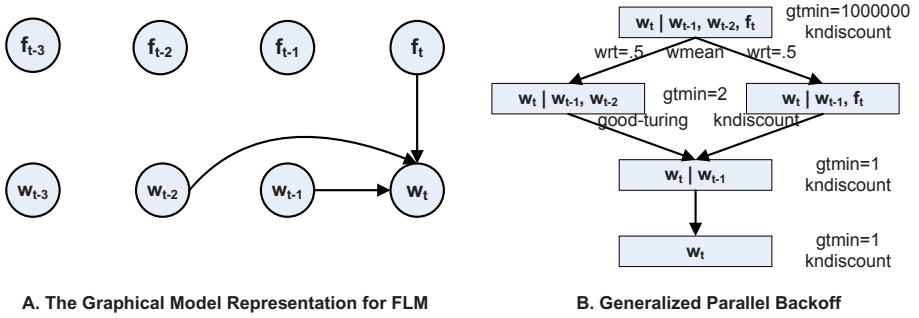 f_t-3 f_t-2 f_t-1 f_t
w_t-3 w_t-2 w_t-1 w_t
A. The Graphical Model Representation for FLM
w_t | w_t-1, w_t-2, f_t
gtmin=1000000
kndiscount
wrt=.5 wmean wrt=.5
w_t | w_t-1, w_t-2
gtmin=2
w_t | w_t-1, f_t
good-turing kndiscount
w_t | w_t-1
gtmin=1
kndiscount
w_t
gtmin=1
kndiscount
B. Generalized Parallel Backoff